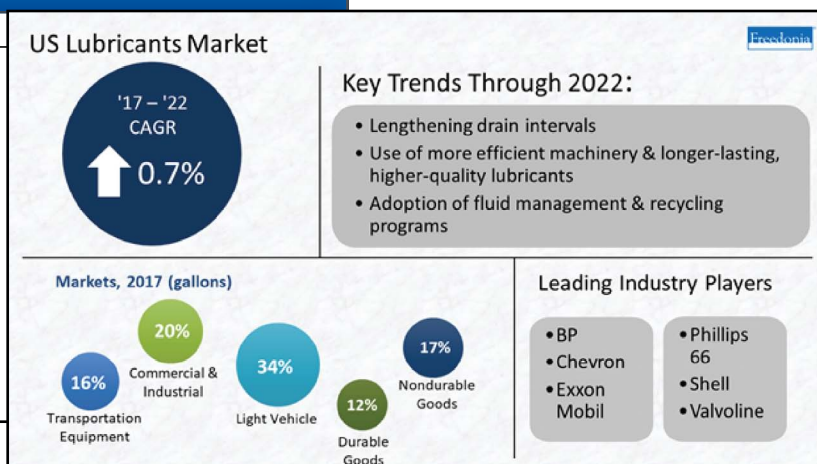 US Lubricants Market
Freedonia
'17 – '22
CAGR
0.7%
Key Trends Through 2022:
• Lengthening drain intervals
• Use of more efficient machinery & longer-lasting,
higher-quality lubricants
• Adoption of fluid management & recycling
programs
Markets, 2017 (gallons)
16%
Transportation
Equipment
20%
Commercial &
Industrial
34%
Light Vehicle
12%
Durable
Goods
17%
Nondurable
Goods
Leading Industry Players
• BP
• Chevron
• Exxon
Mobil
• Phillips
66
• Shell
• Valvoline